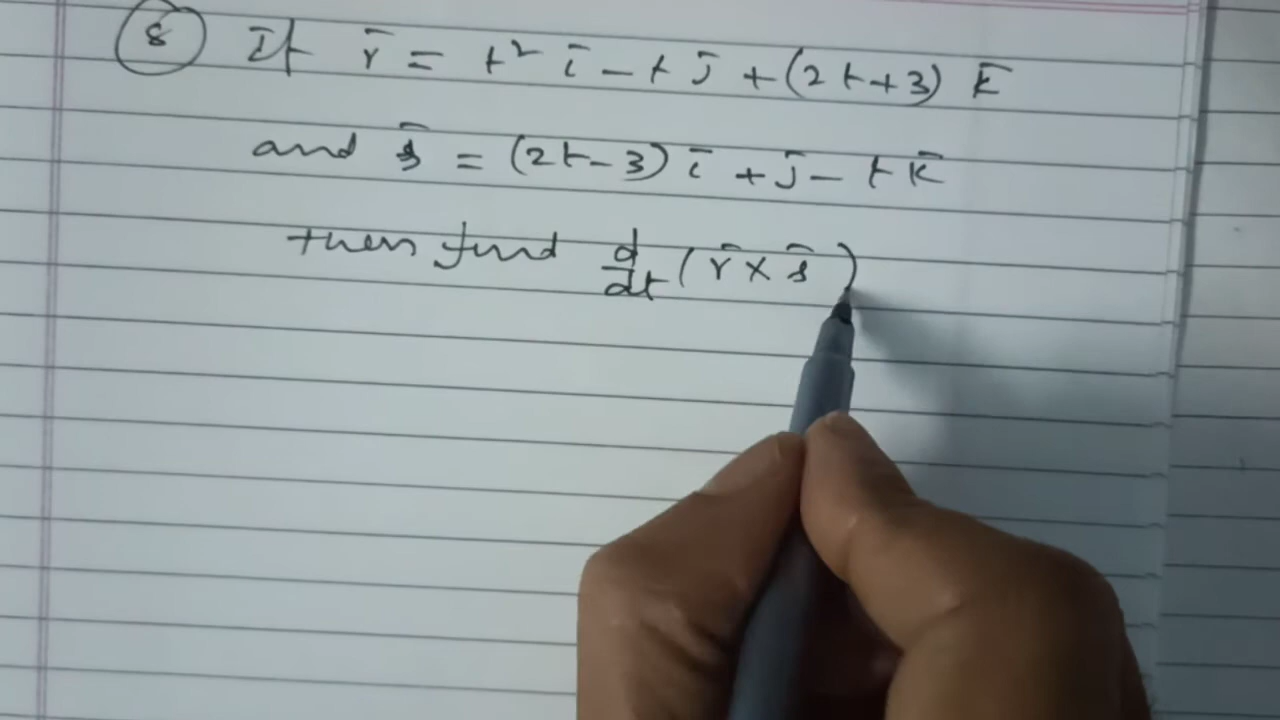 8 If r̄ = t² ī - t j̄ + (2t+3) k̄
and s̄ = (2t-3) ī + j̄ - t k̄
then find d/dt (r̄ × s̄)